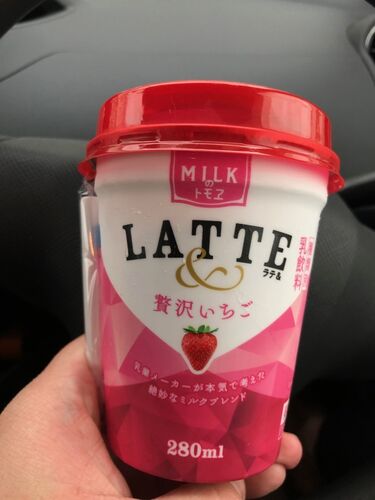 MILK
の
トモヱ
LATTE
&
ラテ&
贅沢いちご
乳飲料
乳業メーカーが本気で考えた
絶妙なミルクブレンド
280ml